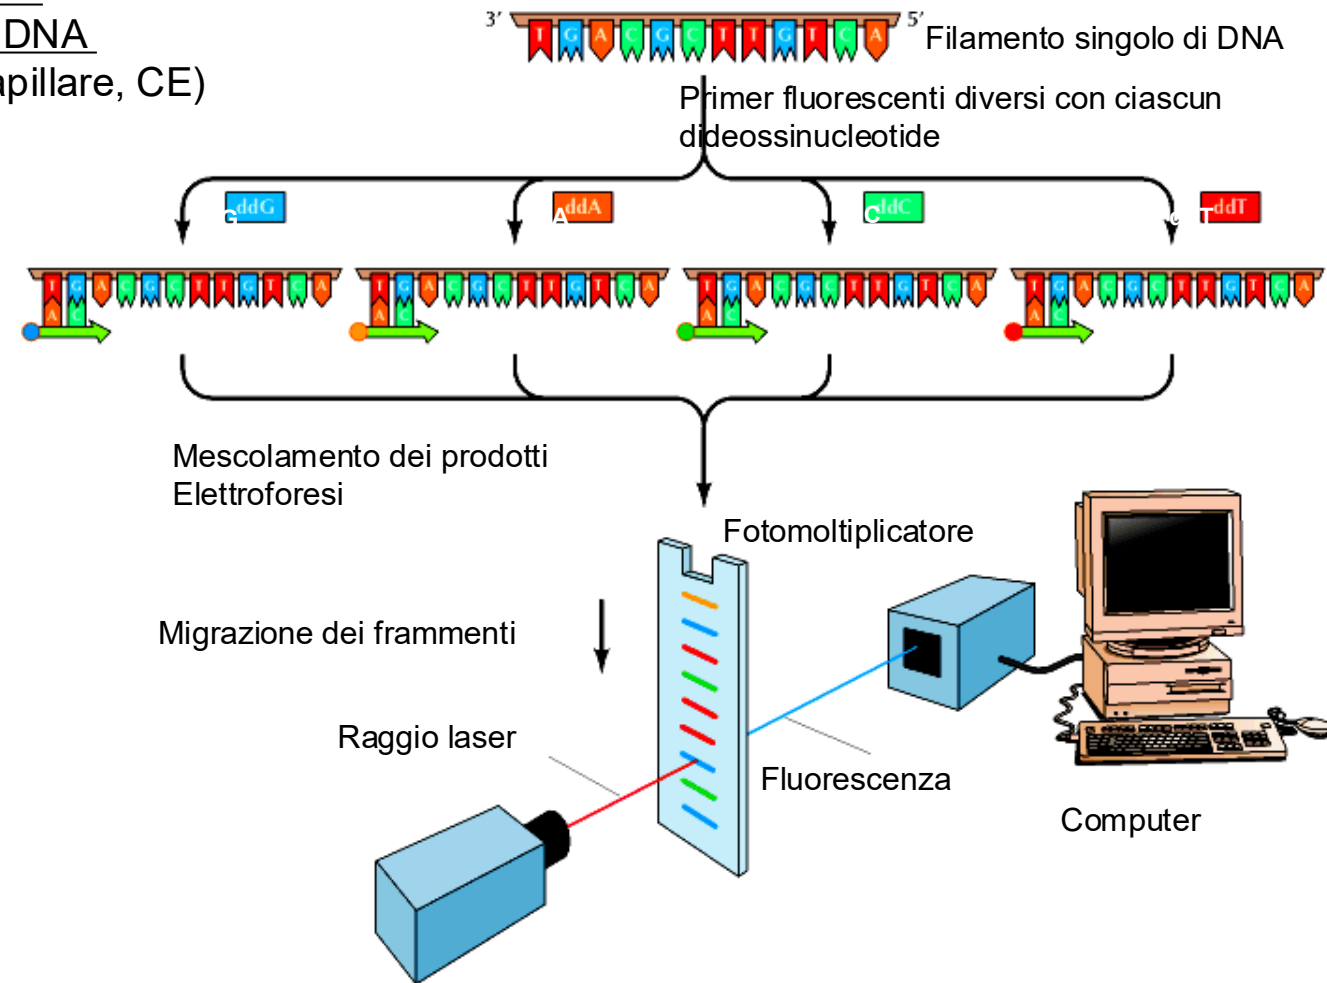 DNA
apillare, CE)
3′ 5′
T G A C G C T T G T C A
Filamento singolo di DNA
Primer fluorescenti diversi con ciascun
dideossinucleotide
G ddG A ddA C ddC T ddT
T G A C G C T T G T C A
A C
T G A C G C T T G T C A
A C
T G A C G C T T G T C A
A C
T G A C G C T T G T C A
A C
Mescolamento dei prodotti
Elettroforesi
Fotomoltiplicatore
Migrazione dei frammenti
Raggio laser
Fluorescenza
Computer